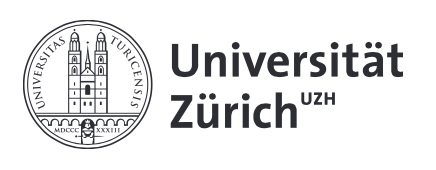 UNIVERSITAS TURICENSIS
MDCCC XXXIII
Universität
Zürich UZH